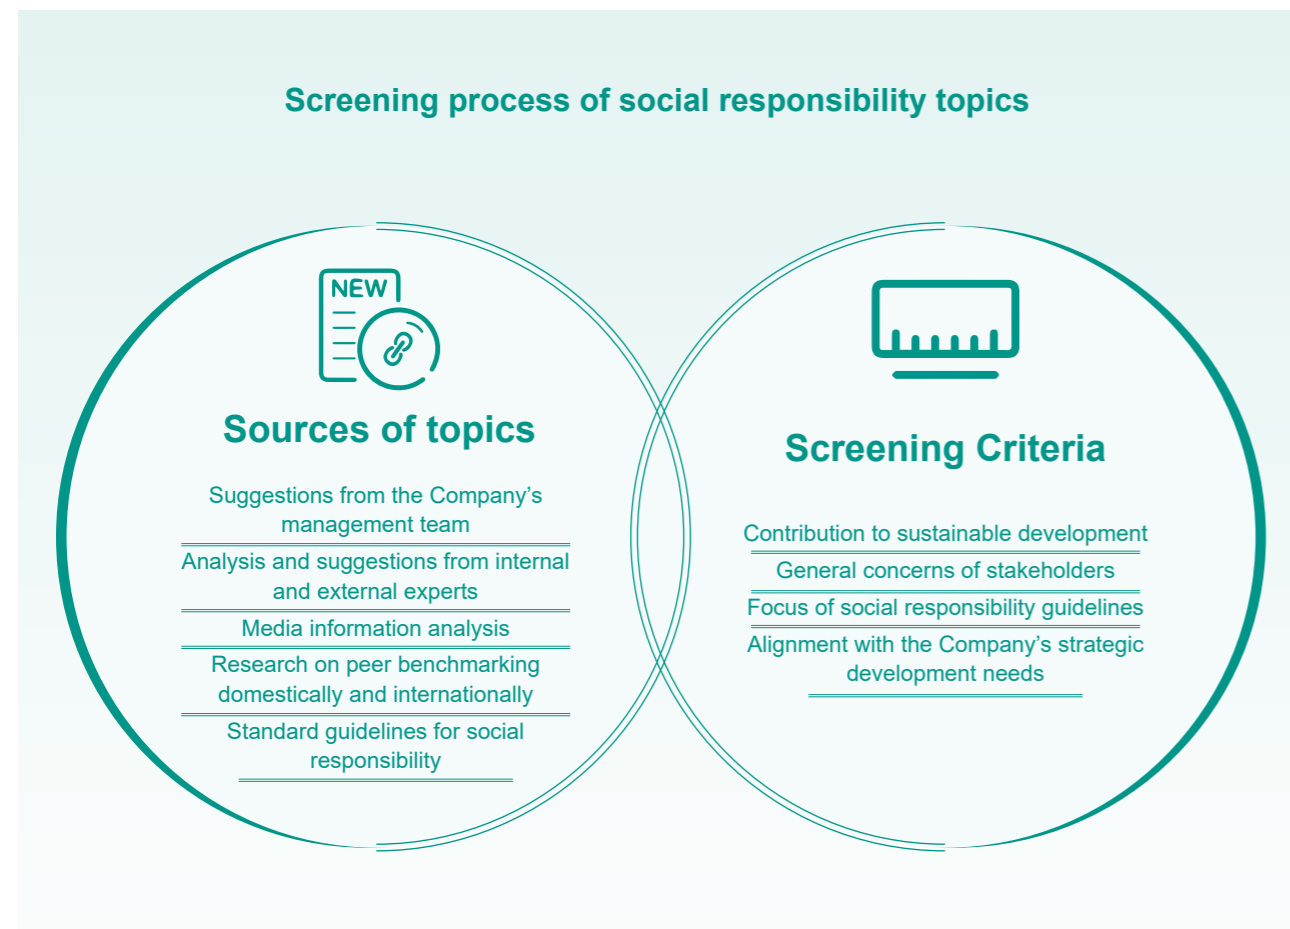 Screening process of social responsibility topics
NEW
Sources of topics
Suggestions from the Company’s
management team
Analysis and suggestions from internal
and external experts
Media information analysis
Research on peer benchmarking
domestically and internationally
Standard guidelines for social
responsibility
Screening Criteria
Contribution to sustainable development
General concerns of stakeholders
Focus of social responsibility guidelines
Alignment with the Company’s strategic
development needs